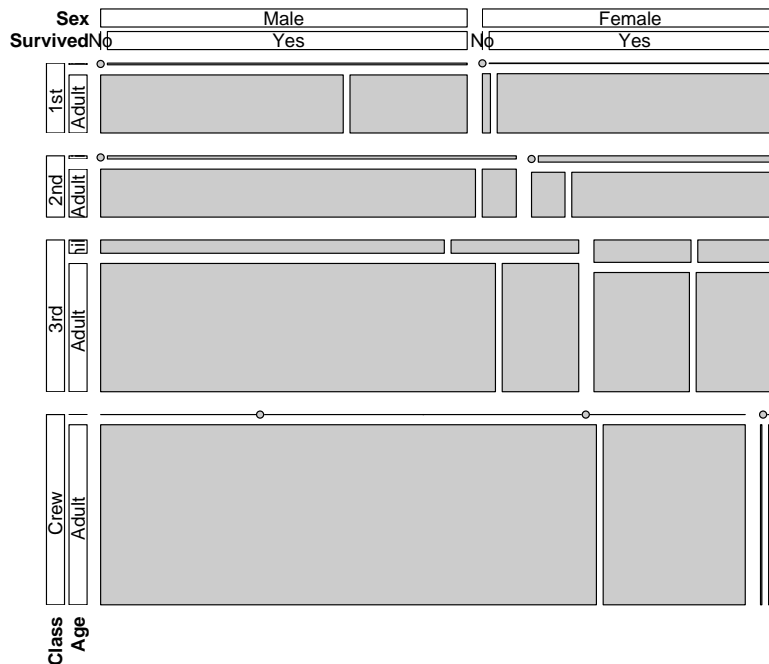 Sex Male Female
Survived No Yes No Yes
1st Adult
2nd Adult
3rd Adult
Crew Adult
Class Age